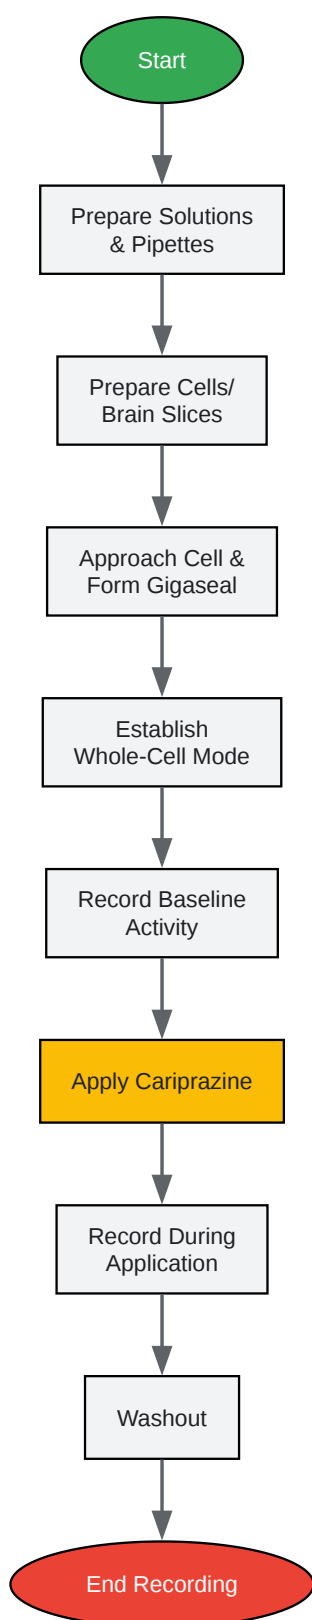 Start
Prepare Solutions
& Pipettes
Prepare Cells/
Brain Slices
Approach Cell &
Form Gigaseal
Establish
Whole-Cell Mode
Record Baseline
Activity
Apply Cariprazine
Record During
Application
Washout
End Recording